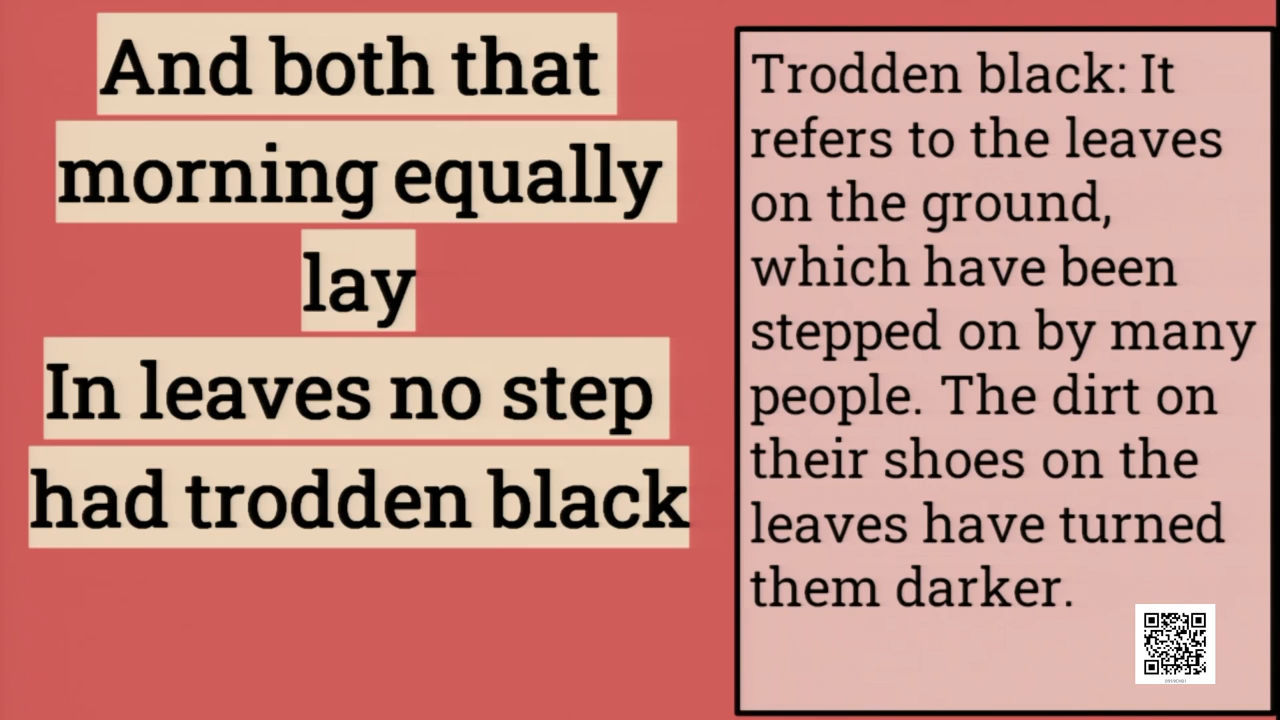 And both that
morning equally
lay
In leaves no step
had trodden black
Trodden black: It
refers to the leaves
on the ground,
which have been
stepped on by many
people. The dirt on
their shoes on the
leaves have turned
them darker.